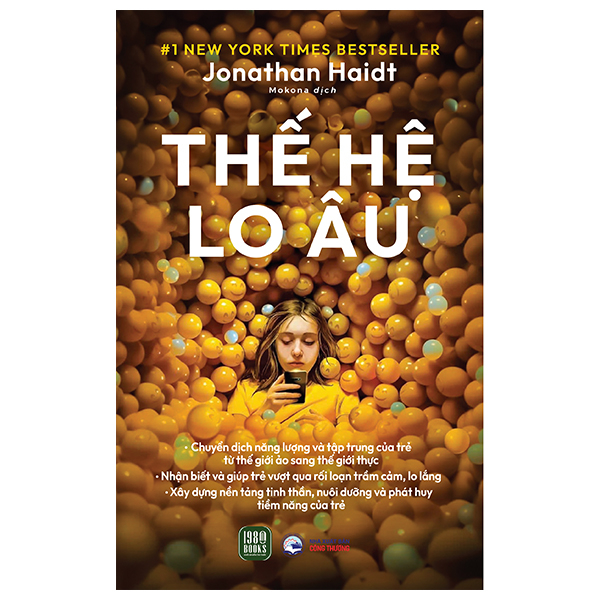 #1 NEW YORK TIMES BESTSELLER
Jonathan Haidt
Mokona dịch
THẾ HỆ
LO ÂU
• Chuyển dịch năng lượng và tập trung của trẻ
từ thế giới ảo sang thế giới thực
• Nhận biết và giúp trẻ vượt qua rối loạn trầm cảm, lo lắng
• Xây dựng nền tảng tinh thần, nuôi dưỡng và phát huy
tiềm năng của trẻ
1980
BOOKS
CÔNG THƯƠNG